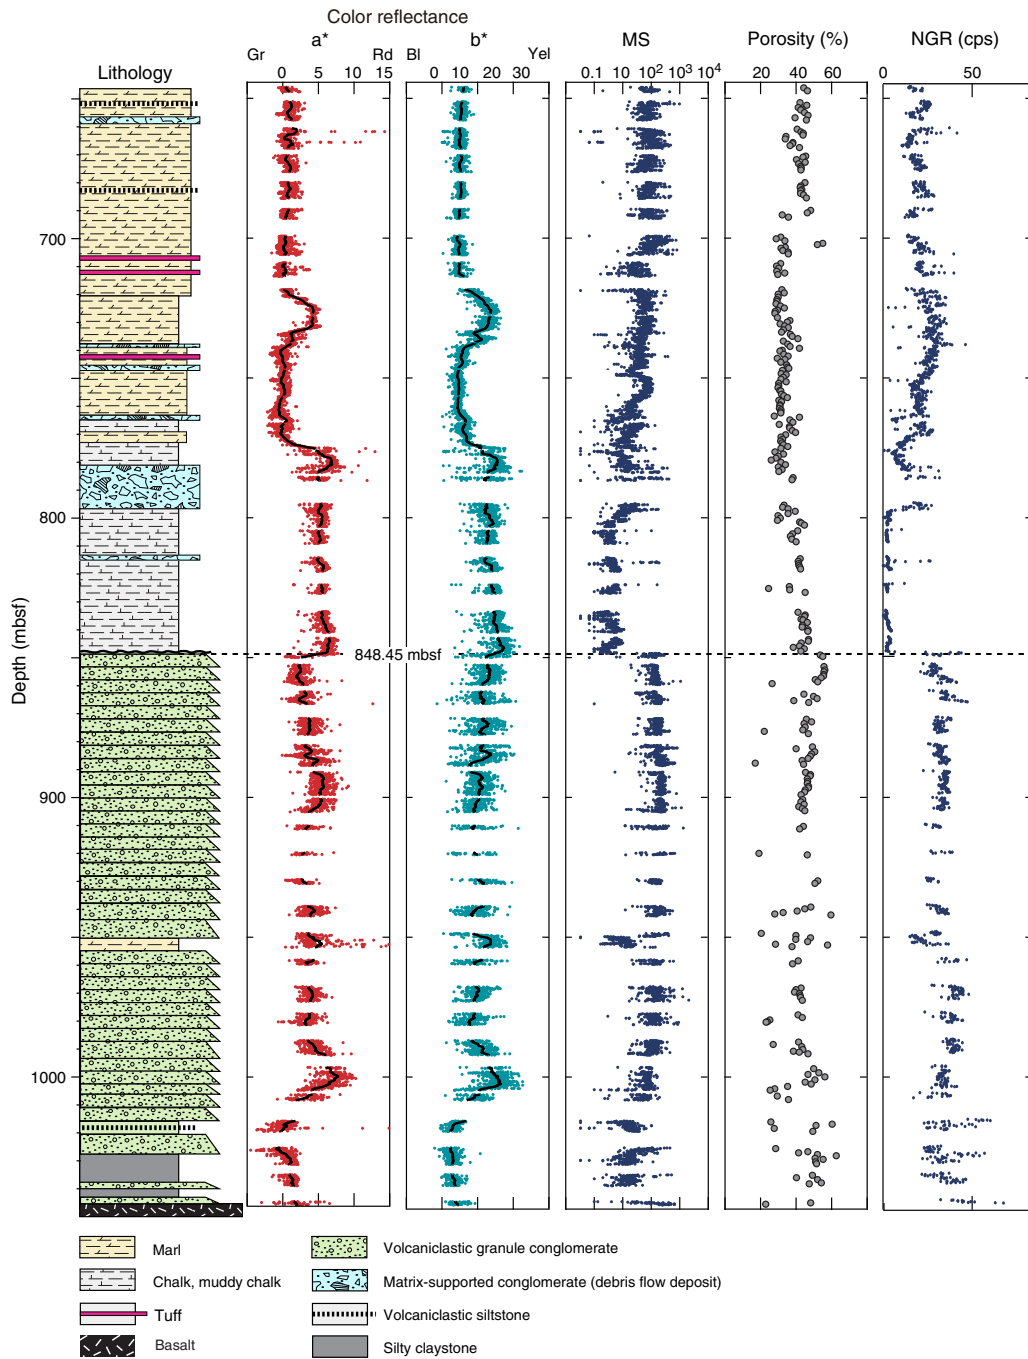 Color reflectance
Lithology
a*
b*
MS
Porosity (%)
NGR (cps)
Gr Rd
0 5 10 15
Bl Yel
0 10 20 30
0.1 10 10² 10³ 10⁴
20 40 60
0 50
Depth (mbsf)
700
800
848.45 mbsf
900
1000
Marl
Chalk, muddy chalk
Tuff
Basalt
Volcaniclastic granule conglomerate
Matrix-supported conglomerate (debris flow deposit)
Volcaniclastic siltstone
Silty claystone